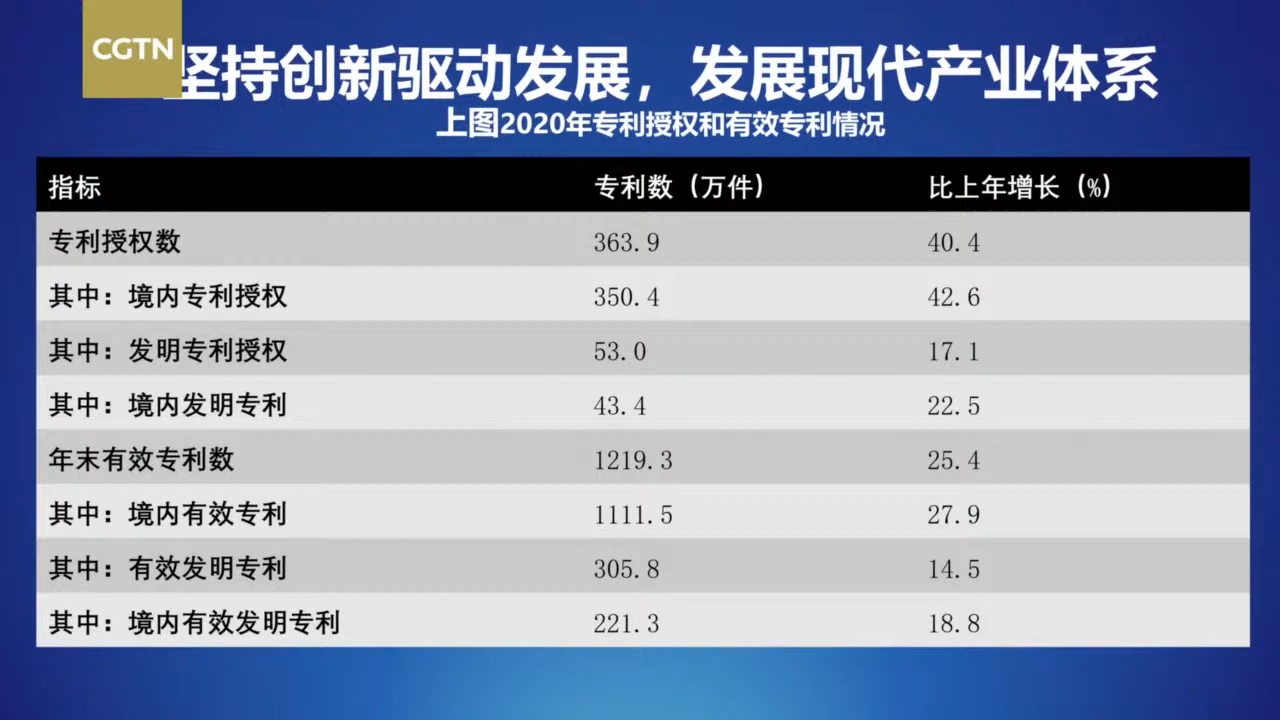 CGTN
坚持创新驱动发展，发展现代产业体系
上图2020年专利授权和有效专利情况
指标 专利数（万件） 比上年增长（%）
专利授权数 363.9 40.4
其中：境内专利授权 350.4 42.6
其中：发明专利授权 53.0 17.1
其中：境内发明专利 43.4 22.5
年末有效专利数 1219.3 25.4
其中：境内有效专利 1111.5 27.9
其中：有效发明专利 305.8 14.5
其中：境内有效发明专利 221.3 18.8